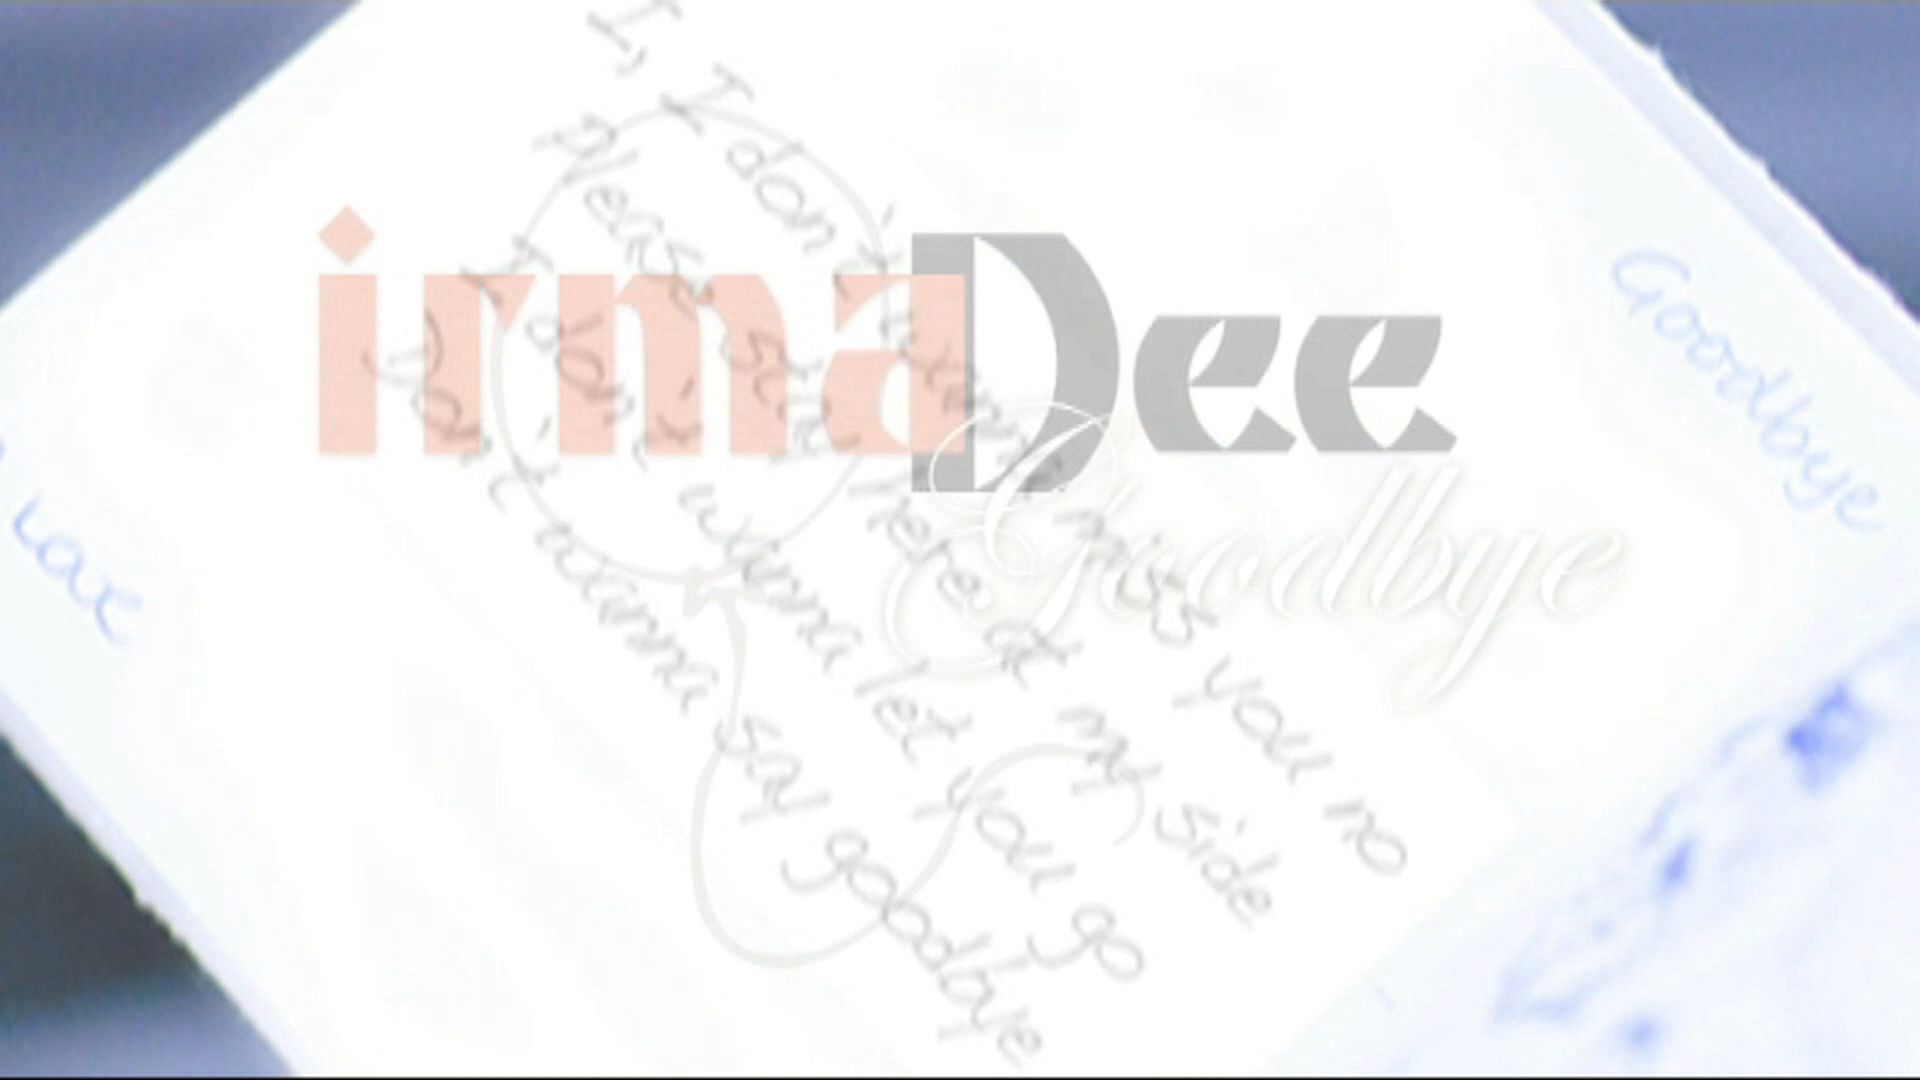 irmaDee
Goodbye
I, I don't wanna miss you no
Please stay here at my side
I don't wanna let you go
Don't wanna say goodbye
Goodbye